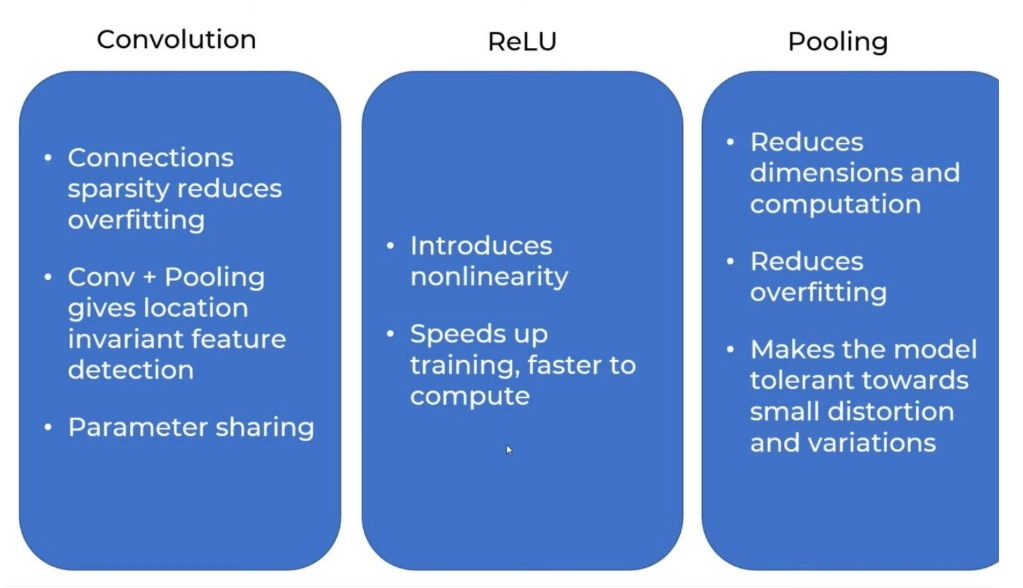 Convolution
• Connections
sparsity reduces
overfitting
• Conv + Pooling
gives location
invariant feature
detection
• Parameter sharing
ReLU
• Introduces
nonlinearity
• Speeds up
training, faster to
compute
Pooling
• Reduces
dimensions and
computation
• Reduces
overfitting
• Makes the model
tolerant towards
small distortion
and variations